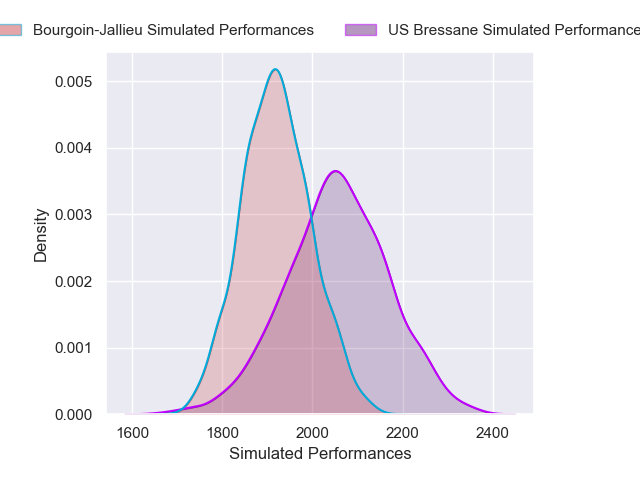 Bourgoin-Jallieu Simulated Performances US Bressane Simulated Performance
0.005
0.004
0.003
0.002
0.001
0.000
Density
1600 1800 2000 2200 2400
Simulated Performances